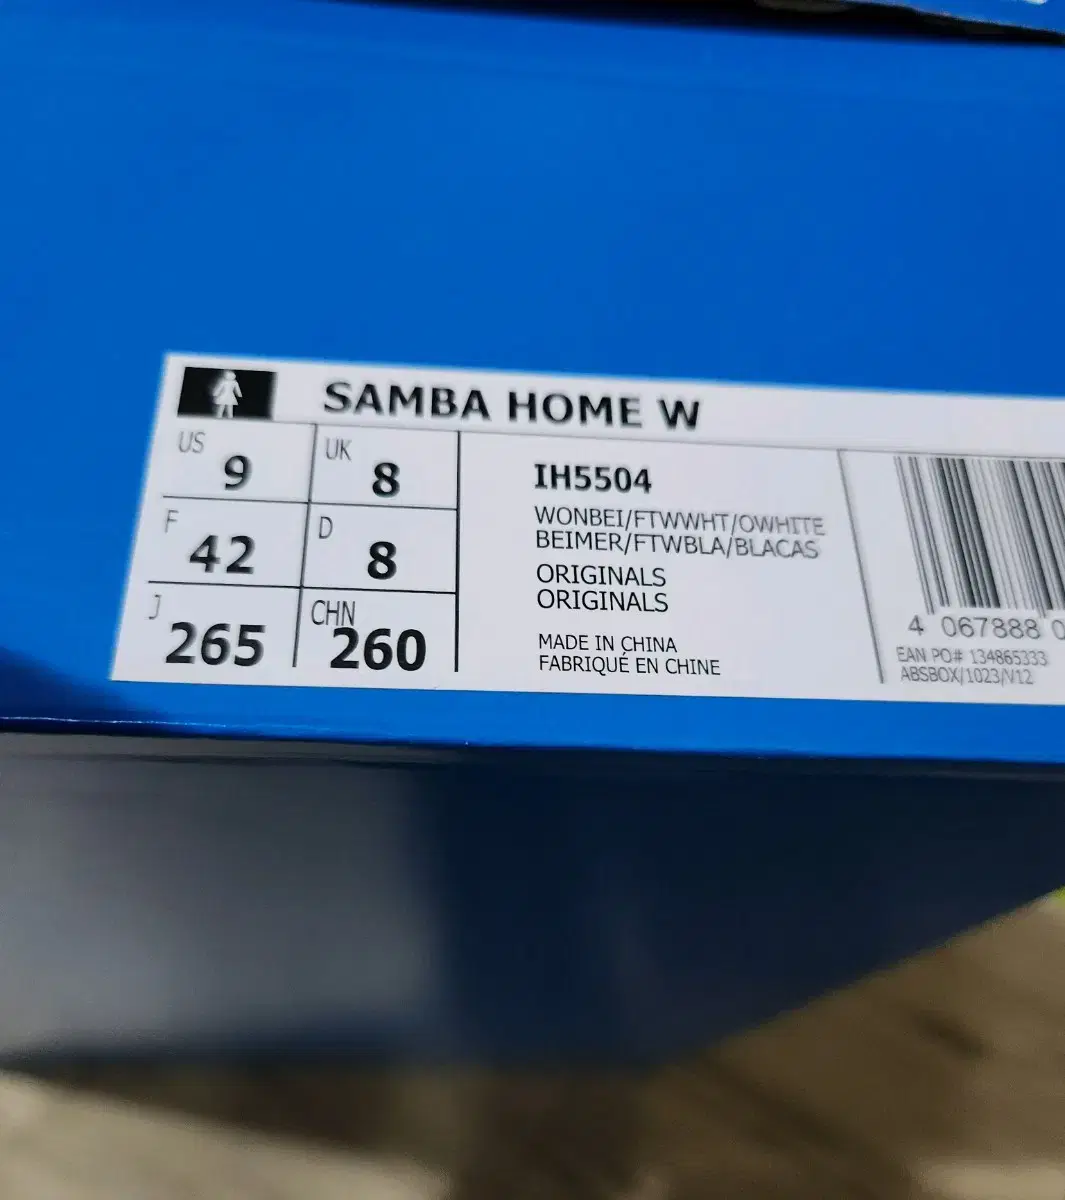 SAMBA HOME W
US 9 UK 8
F 42 D 8
J 265 CHN 260
IH5504
WONBEI/FTWWHT/OWHITE
BEIMER/FTWBLA/BLACAS
ORIGINALS
ORIGINALS
MADE IN CHINA
FABRIQUÉ EN CHINE
4 067888 0
EAN PO# 134865333
ABSBOX/1023/V12